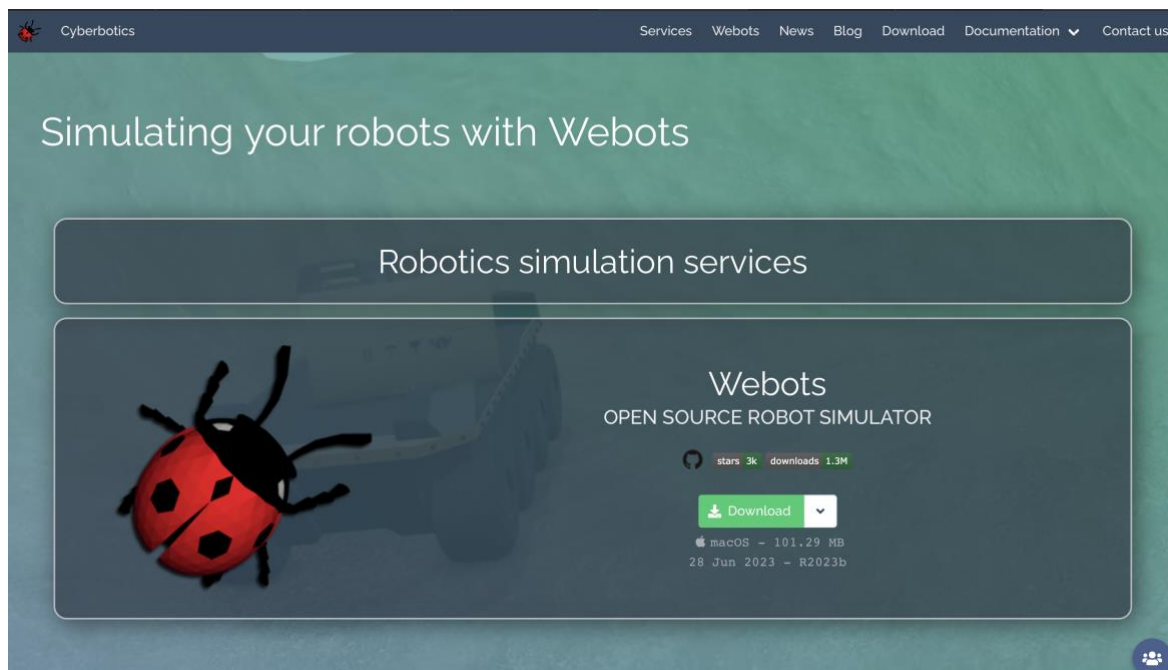 Cyberbotics
Services Webots News Blog Download Documentation Contact us
Simulating your robots with Webots
Robotics simulation services
Webots
OPEN SOURCE ROBOT SIMULATOR
stars 3k downloads 1.3M
Download
macOS – 101.29 MB
28 Jun 2023 – R2023b